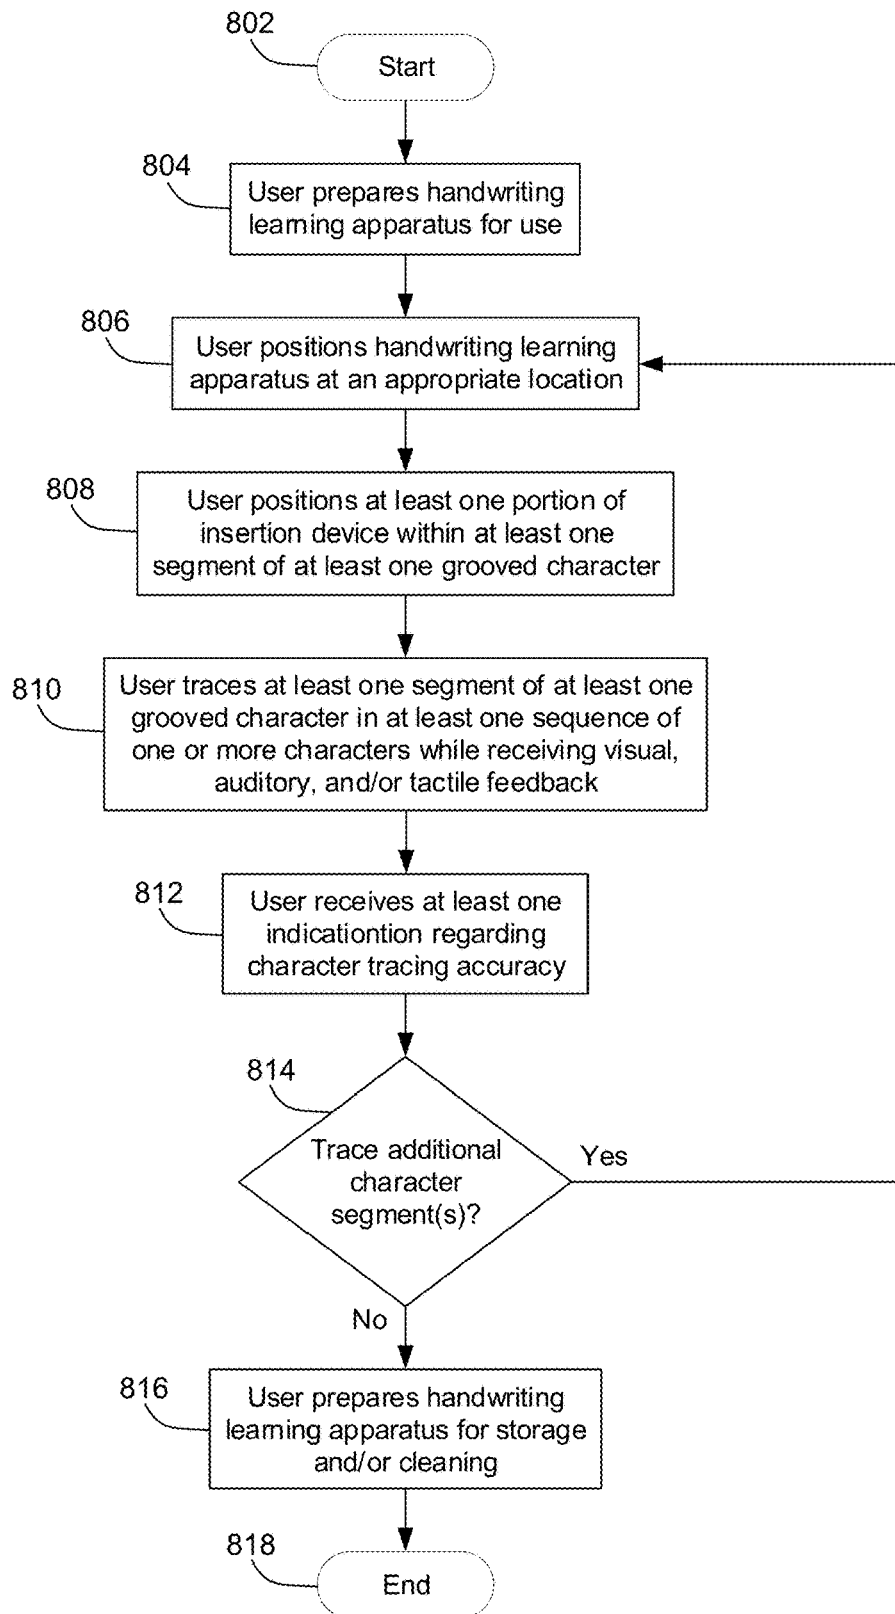 802
Start
804
User prepares handwriting
learning apparatus for use
806
User positions handwriting learning
apparatus at an appropriate location
808
User positions at least one portion of
insertion device within at least one
segment of at least one grooved character
810
User traces at least one segment of at least one
grooved character in at least one sequence of
one or more characters while receiving visual,
auditory, and/or tactile feedback
812
User receives at least one
indicationtion regarding
character tracing accuracy
814
Trace additional
character
segment(s)?
Yes
No
816
User prepares handwriting
learning apparatus for storage
and/or cleaning
818
End